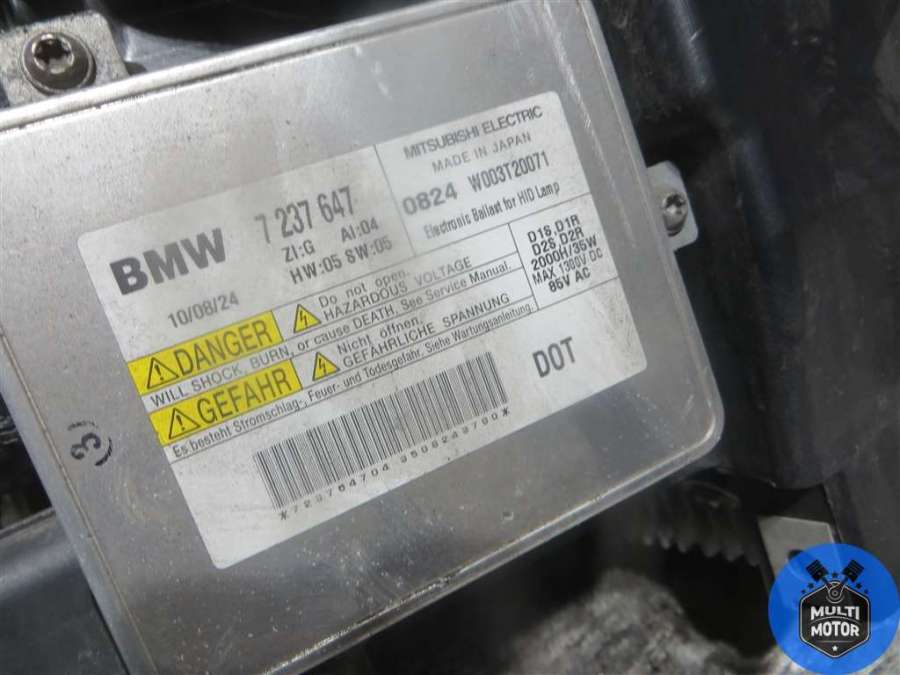 BMW
7 237 647
ZI:G AI:04
HW:05 SW:05
10/08/24
MITSUBISHI ELECTRIC
MADE IN JAPAN
0824 W003T20071
Electronic Ballast for HID Lamp
D1S,D1R
D2S,D2R
2000H/35W
MAX 1300V DC
85V AC
DANGER
Do not open.
HAZARDOUS VOLTAGE
WILL SHOCK, BURN, or cause DEATH. See Service Manual.
GEFAHR
Nicht öffnen.
GEFÄHRLICHE SPANNUNG
Es besteht Stromschlag-, Feuer- und Todesgefahr. Siehe Wartungsanleitung.
DOT
3
MULTI
MOTOR